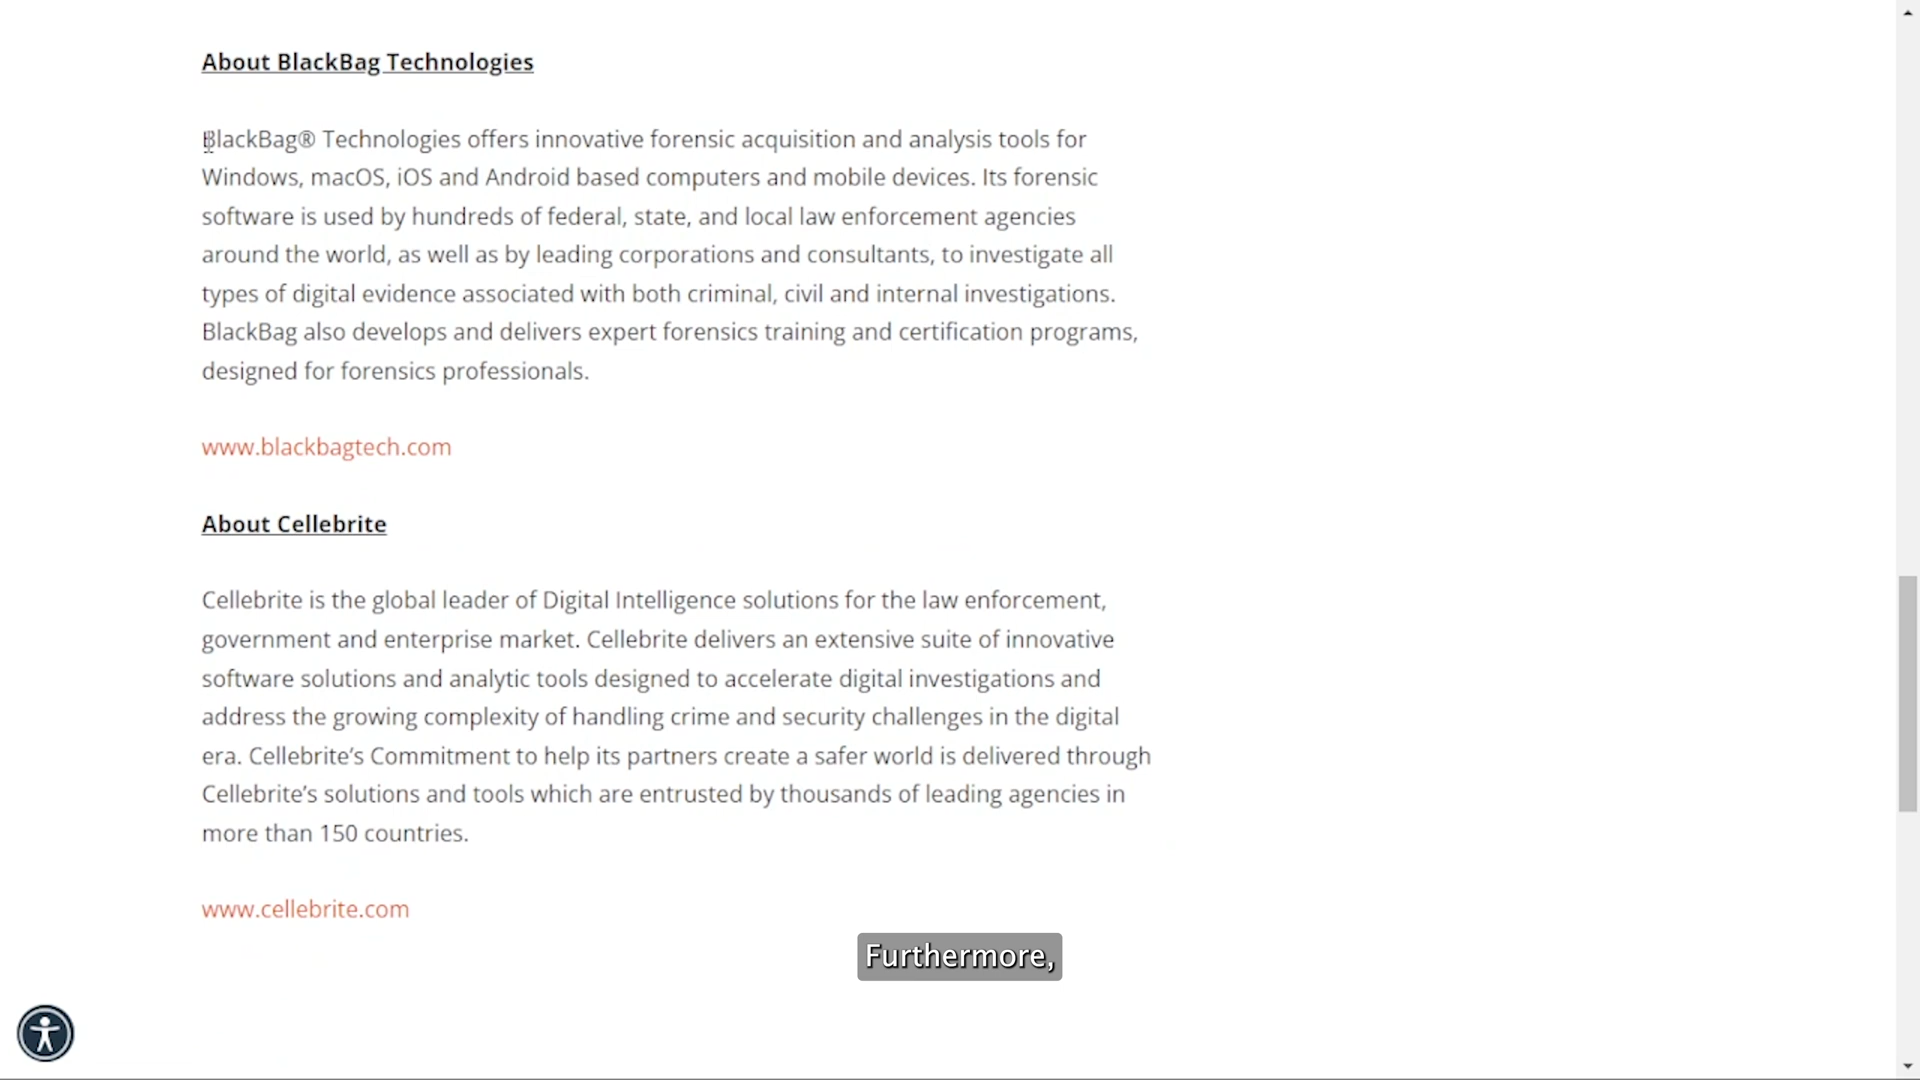 About BlackBag Technologies
BlackBag® Technologies offers innovative forensic acquisition and analysis tools for
Windows, macOS, iOS and Android based computers and mobile devices. Its forensic
software is used by hundreds of federal, state, and local law enforcement agencies
around the world, as well as by leading corporations and consultants, to investigate all
types of digital evidence associated with both criminal, civil and internal investigations.
BlackBag also develops and delivers expert forensics training and certification programs,
designed for forensics professionals.
www.blackbagtech.com
About Cellebrite
Cellebrite is the global leader of Digital Intelligence solutions for the law enforcement,
government and enterprise market. Cellebrite delivers an extensive suite of innovative
software solutions and analytic tools designed to accelerate digital investigations and
address the growing complexity of handling crime and security challenges in the digital
era. Cellebrite’s Commitment to help its partners create a safer world is delivered through
Cellebrite’s solutions and tools which are entrusted by thousands of leading agencies in
more than 150 countries.
www.cellebrite.com
Furthermore,